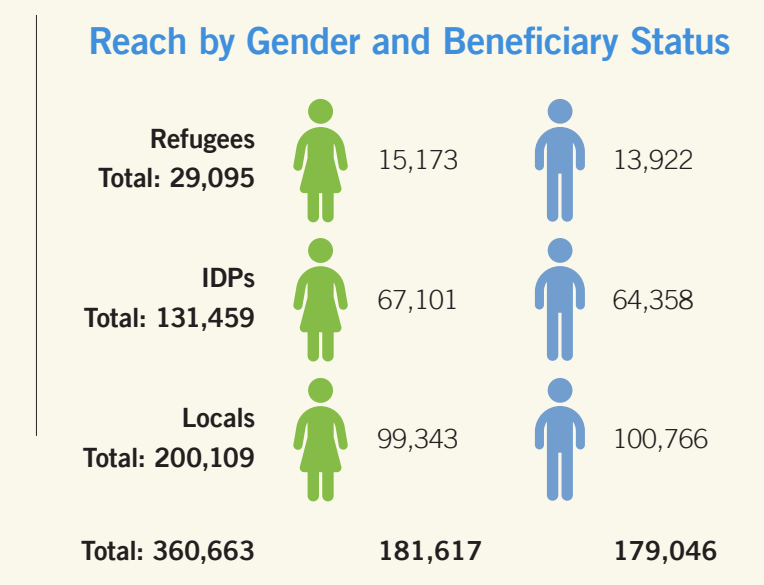 Reach by Gender and Beneficiary Status
Refugees
Total: 29,095
15,173
13,922
IDPs
Total: 131,459
67,101
64,358
Locals
Total: 200,109
99,343
100,766
Total: 360,663
181,617
179,046